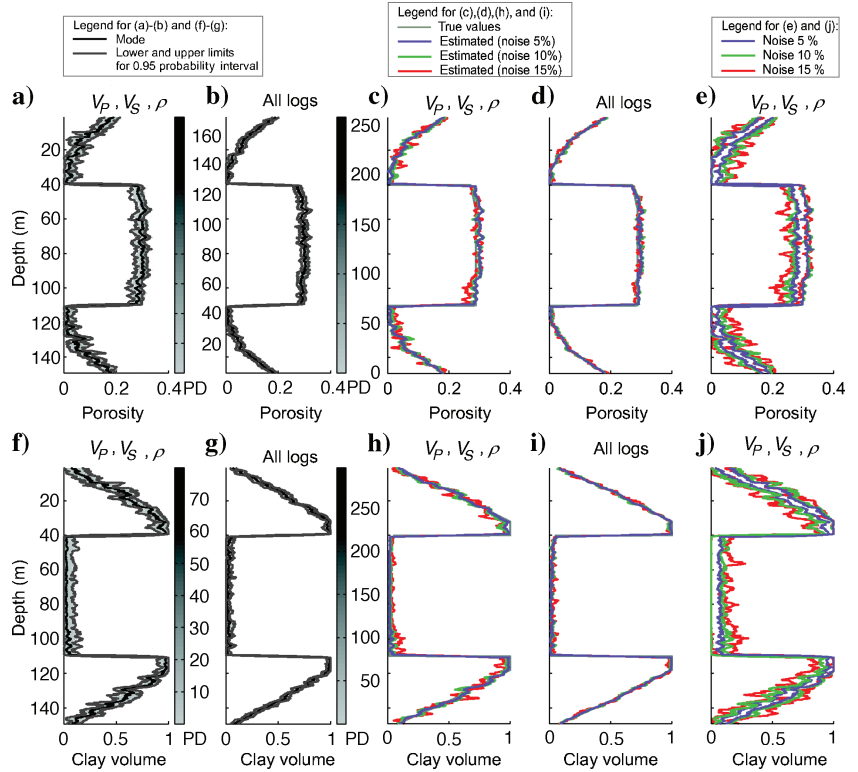 Legend for (a)-(b) and (f)-(g):
Mode
Lower and upper limits
for 0.95 probability interval
Legend for (c),(d),(h), and (i):
True values
Estimated (noise 5%)
Estimated (noise 10%)
Estimated (noise 15%)
Legend for (e) and (j):
Noise 5 %
Noise 10 %
Noise 15 %
a) b) c) d) e)
VP , VS , ρ All logs VP , VS , ρ All logs VP , VS , ρ
Depth (m)
20
40
60
80
100
120
140
160
140
120
100
80
60
40
20
250
200
150
100
50
0
0 0.2 0.4 PD 0 0.2 0.4 0 0.2 0.4 0 0.2 0.4 0 0.2 0.4
Porosity Porosity Porosity Porosity Porosity
f) g) h) i) j)
VP , VS , ρ All logs VP , VS , ρ All logs VP , VS , ρ
Depth (m)
20
40
60
80
100
120
140
70
60
50
40
30
20
10
250
200
150
100
50
0 0.5 1 PD 0 0.5 1 PD 0 0.5 1 0 0.5 1 0 0.5 1
Clay volume Clay volume Clay volume Clay volume Clay volume